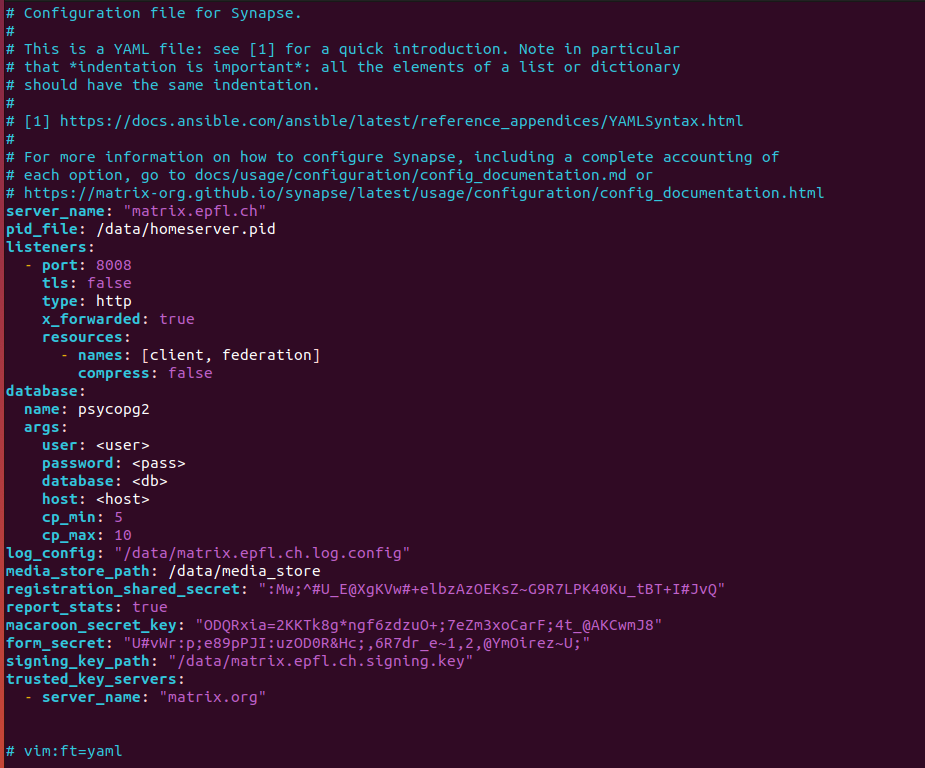 # Configuration file for Synapse.
#
# This is a YAML file: see [1] for a quick introduction. Note in particular
# that *indentation is important*: all the elements of a list or dictionary
# should have the same indentation.
#
# [1] https://docs.ansible.com/ansible/latest/reference_appendices/YAMLSyntax.html
#
# For more information on how to configure Synapse, including a complete accounting of
# each option, go to docs/usage/configuration/config_documentation.md or
# https://matrix-org.github.io/synapse/latest/usage/configuration/config_documentation.html
server_name: "matrix.epfl.ch"
pid_file: /data/homeserver.pid
listeners:
  - port: 8008
    tls: false
    type: http
    x_forwarded: true
    resources:
      - names: [client, federation]
        compress: false
database:
  name: psycopg2
  args:
    user: <user>
    password: <pass>
    database: <db>
    host: <host>
    cp_min: 5
    cp_max: 10
log_config: "/data/matrix.epfl.ch.log.config"
media_store_path: /data/media_store
registration_shared_secret: ":Mw;^#U_E@XgKVw#+elbzAzOEKsZ~G9R7LPK40Ku_tBT+I#JvQ"
report_stats: true
macaroon_secret_key: "ODQRxia=2KKTk8g*ngf6zdzuO+;7eZm3xoCarF;4t_@AKCwmJ8"
form_secret: "U#vWr:p;e89pPJI:uzOD0R&Hc;,6R7dr_e~1,2,@YmOirez~U;"
signing_key_path: "/data/matrix.epfl.ch.signing.key"
trusted_key_servers:
  - server_name: "matrix.org"
# vim:ft=yaml